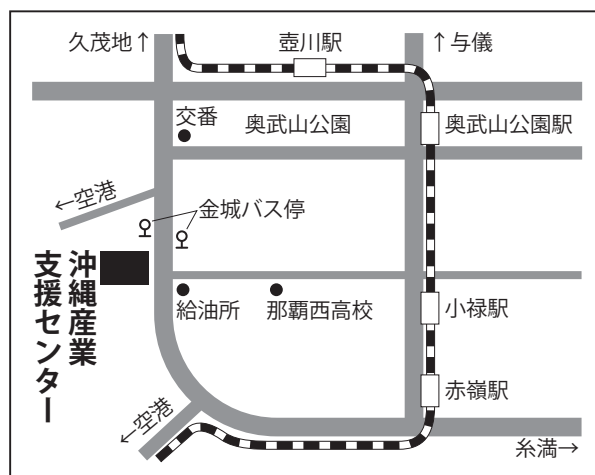 久茂地↑
壺川駅
↑与儀
交番
奥武山公園
奥武山公園駅
←空港
金城バス停
沖縄産業
支援センター
給油所
那覇西高校
小禄駅
赤嶺駅
←空港
糸満→